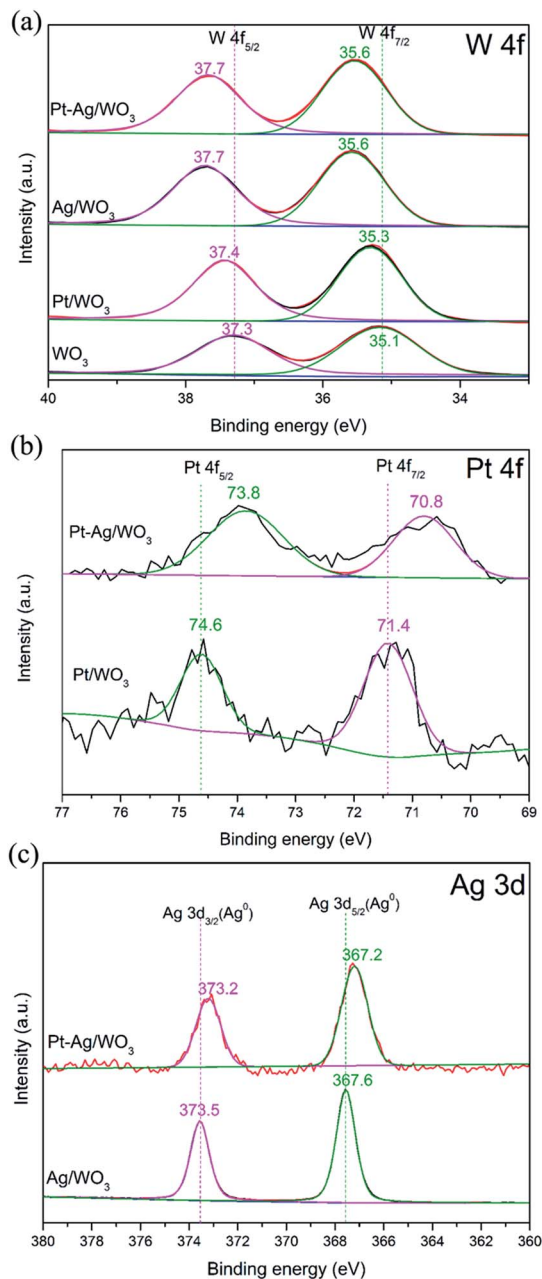 (a)
W 4f5/2
W 4f7/2
W 4f
37.7
35.6
Pt-Ag/WO3
37.7
35.6
Ag/WO3
37.4
35.3
Pt/WO3
37.3
35.1
WO3
Intensity (a.u.)
40 38 36 34
Binding energy (eV)
(b)
Pt 4f5/2
Pt 4f7/2
Pt 4f
73.8
70.8
Pt-Ag/WO3
74.6
71.4
Pt/WO3
Intensity (a.u.)
77 76 75 74 73 72 71 70 69
Binding energy (eV)
(c)
Ag 3d
Ag 3d3/2(Ag0)
Ag 3d5/2(Ag0)
373.2
367.2
Pt-Ag/WO3
373.5
367.6
Ag/WO3
Intensity (a.u.)
380 378 376 374 372 370 368 366 364 362 360
Binding energy (eV)